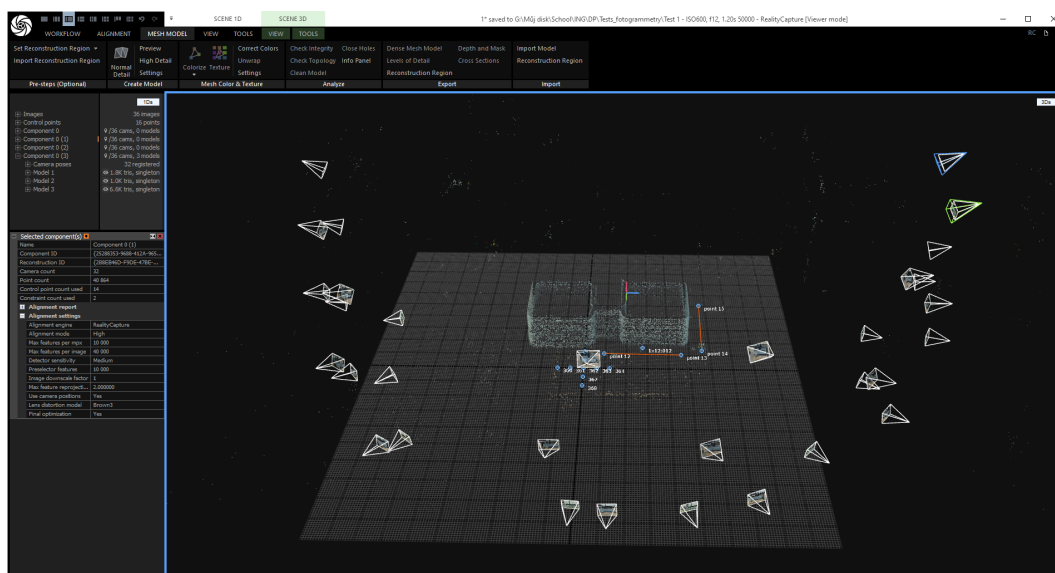 SCENE 1D SCENE 3D 1* saved to G:\Můj disk\School\ING\DP\Tests_fotogrammetry\Test 1 - ISO600, f12, 1.20s 50000 - RealityCapture [Viewer mode]
WORKFLOW ALIGNMENT MESH MODEL VIEW TOOLS VIEW TOOLS RC
Set Reconstruction Region Preview Correct Colors Check Integrity Close Holes Dense Mesh Model Depth and Mask Import Model
Import Reconstruction Region High Detail Unwrap Check Topology Info Panel Levels of Detail Cross Sections Reconstruction Region
Normal Detail Settings Colorize Texture Settings Clean Model Reconstruction Region
Pre-steps (Optional) Create Model Mesh Color & Texture Analyze Export Import
1Ds 3Ds
Images 36 images
Control points 16 points
Component 0 9/36 cams, 0 models
Component 0 (1) 9/36 cams, 0 models
Component 0 (2) 9/36 cams, 0 models
Component 0 (3) 9/36 cams, 3 models
Camera poses 32 registered
Model 1 1.8K tris, singleton
Model 2 1.0K tris, singleton
Model 3 6.6K tris, singleton
Selected component(s)
Name Component 0 (1)
Component ID
Reconstruction ID
Camera count 32
Point count 40 864
Control point count used 14
Constraint count used 2
Alignment report
Alignment settings
Alignment engine RealityCapture
Alignment mode High
Max features per mpx 10 000
Max features per image 40 000
Detector sensitivity Medium
Preselector features 10 000
Image downscale factor 1
Max feature reprojecti... 2.000000
Use camera positions Yes
Lens distortion model Brown3
Final optimization Yes
point 15
point 12
point 13 point 14
361 362 363 364
367
368